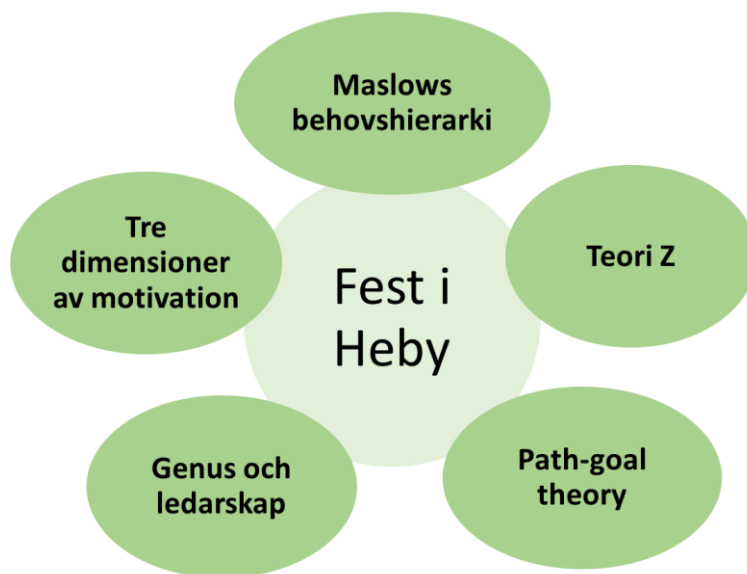 Maslows
behovshierarki
Tre
dimensioner
av motivation
Teori Z
Fest i
Heby
Genus och
ledarskap
Path-goal
theory